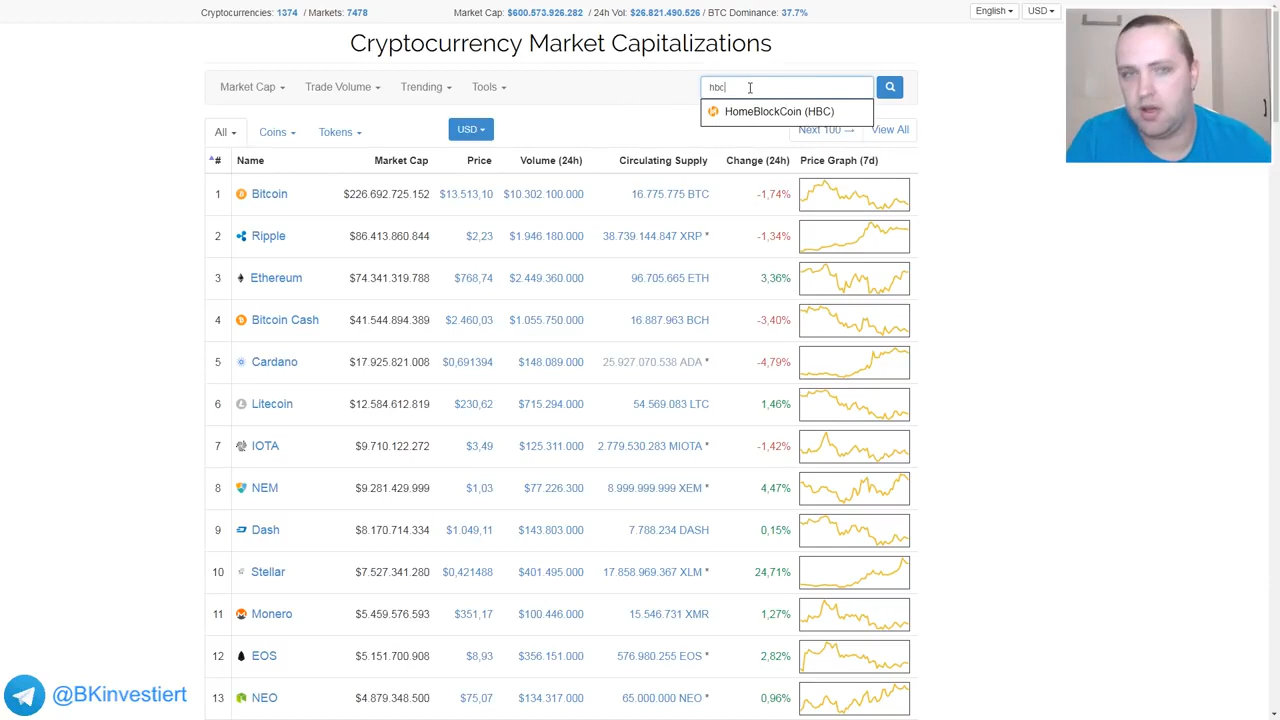 Cryptocurrencies: 1374 / Markets: 7478 Market Cap: $600.573.926.282 / 24h Vol: $26.821.490.526 / BTC Dominance: 37.7% English USD
Cryptocurrency Market Capitalizations
Market Cap Trade Volume Trending Tools hbc
HomeBlockCoin (HBC)
All Coins Tokens USD Next 100 → View All
# Name Market Cap Price Volume (24h) Circulating Supply Change (24h) Price Graph (7d)
1 Bitcoin $226.692.725.152 $13.513,10 $10.302.100.000 16.775.775 BTC -1,74%
2 Ripple $86.413.860.844 $2,23 $1.946.180.000 38.739.144.847 XRP * -1,34%
3 Ethereum $74.341.319.788 $768,74 $2.449.360.000 96.705.665 ETH 3,36%
4 Bitcoin Cash $41.544.894.389 $2.460,03 $1.055.750.000 16.887.963 BCH -3,40%
5 Cardano $17.925.821.008 $0,691394 $148.089.000 25.927.070.538 ADA * -4,79%
6 Litecoin $12.584.612.819 $230,62 $715.294.000 54.569.083 LTC 1,46%
7 IOTA $9.710.122.272 $3,49 $125.311.000 2.779.530.283 MIOTA * -1,42%
8 NEM $9.281.429.999 $1,03 $77.226.300 8.999.999.999 XEM * 4,47%
9 Dash $8.170.714.334 $1.049,11 $143.803.000 7.788.234 DASH 0,15%
10 Stellar $7.527.341.280 $0,421488 $401.495.000 17.858.969.367 XLM * 24,71%
11 Monero $5.459.576.593 $351,17 $100.446.000 15.546.731 XMR 1,27%
12 EOS $5.151.700.908 $8,93 $356.151.000 576.980.255 EOS * 2,82%
13 NEO $4.879.348.500 $75,07 $134.317.000 65.000.000 NEO * 0,96%
@BKinvestiert